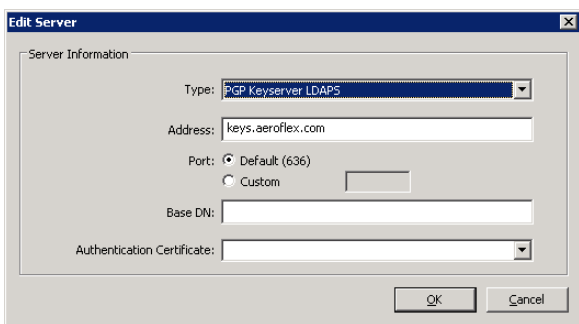 Edit Server
Server Information
Type: PGP Keyserver LDAPS
Address: keys.aeroflex.com
Port: Default (636)
Custom
Base DN:
Authentication Certificate:
OK Cancel